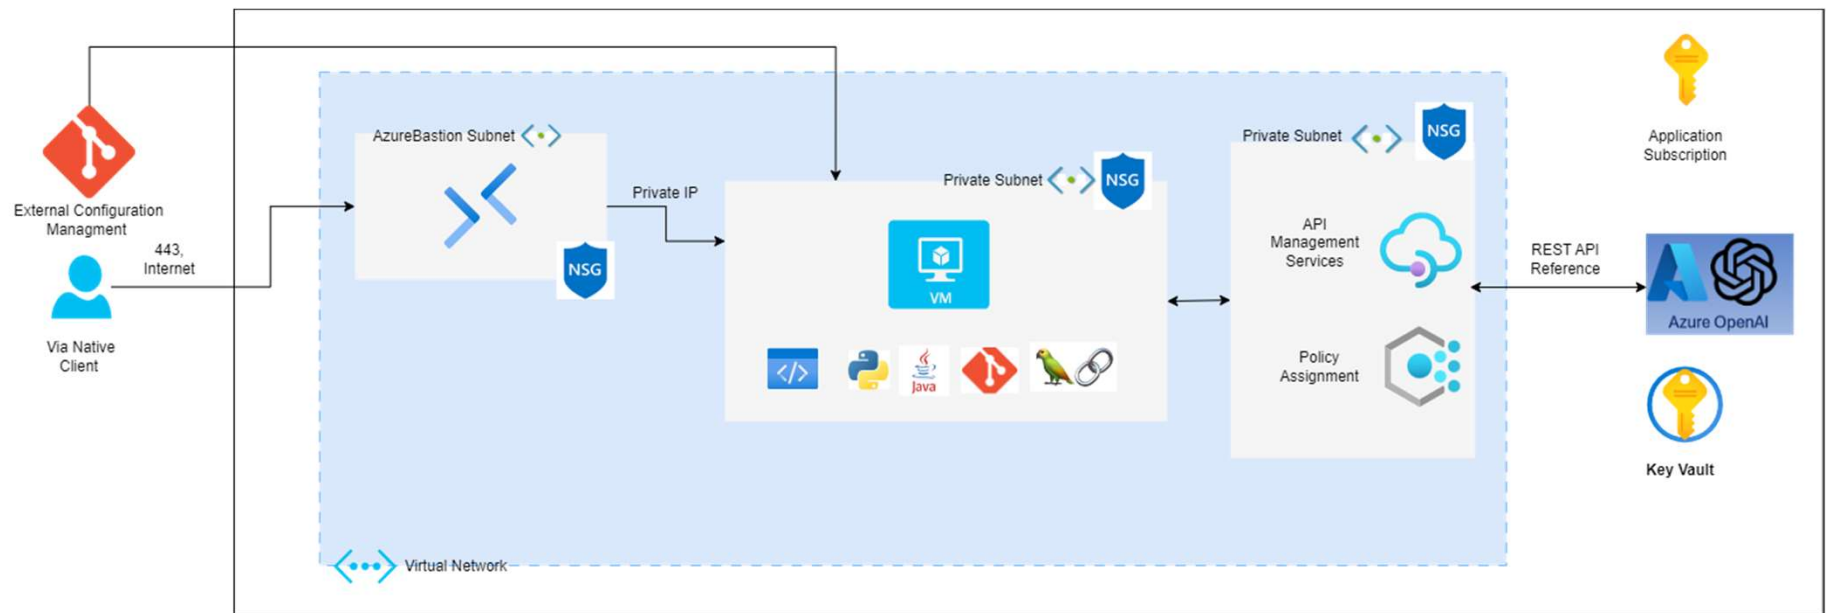 External Configuration
Managment
443,
Internet
Via Native
Client
AzureBastion Subnet
NSG
Private IP
Private Subnet
NSG
VM
Java
Private Subnet
NSG
API
Management
Services
Policy
Assignment
REST API
Reference
Application
Subscription
Azure OpenAI
Key Vault
Virtual Network